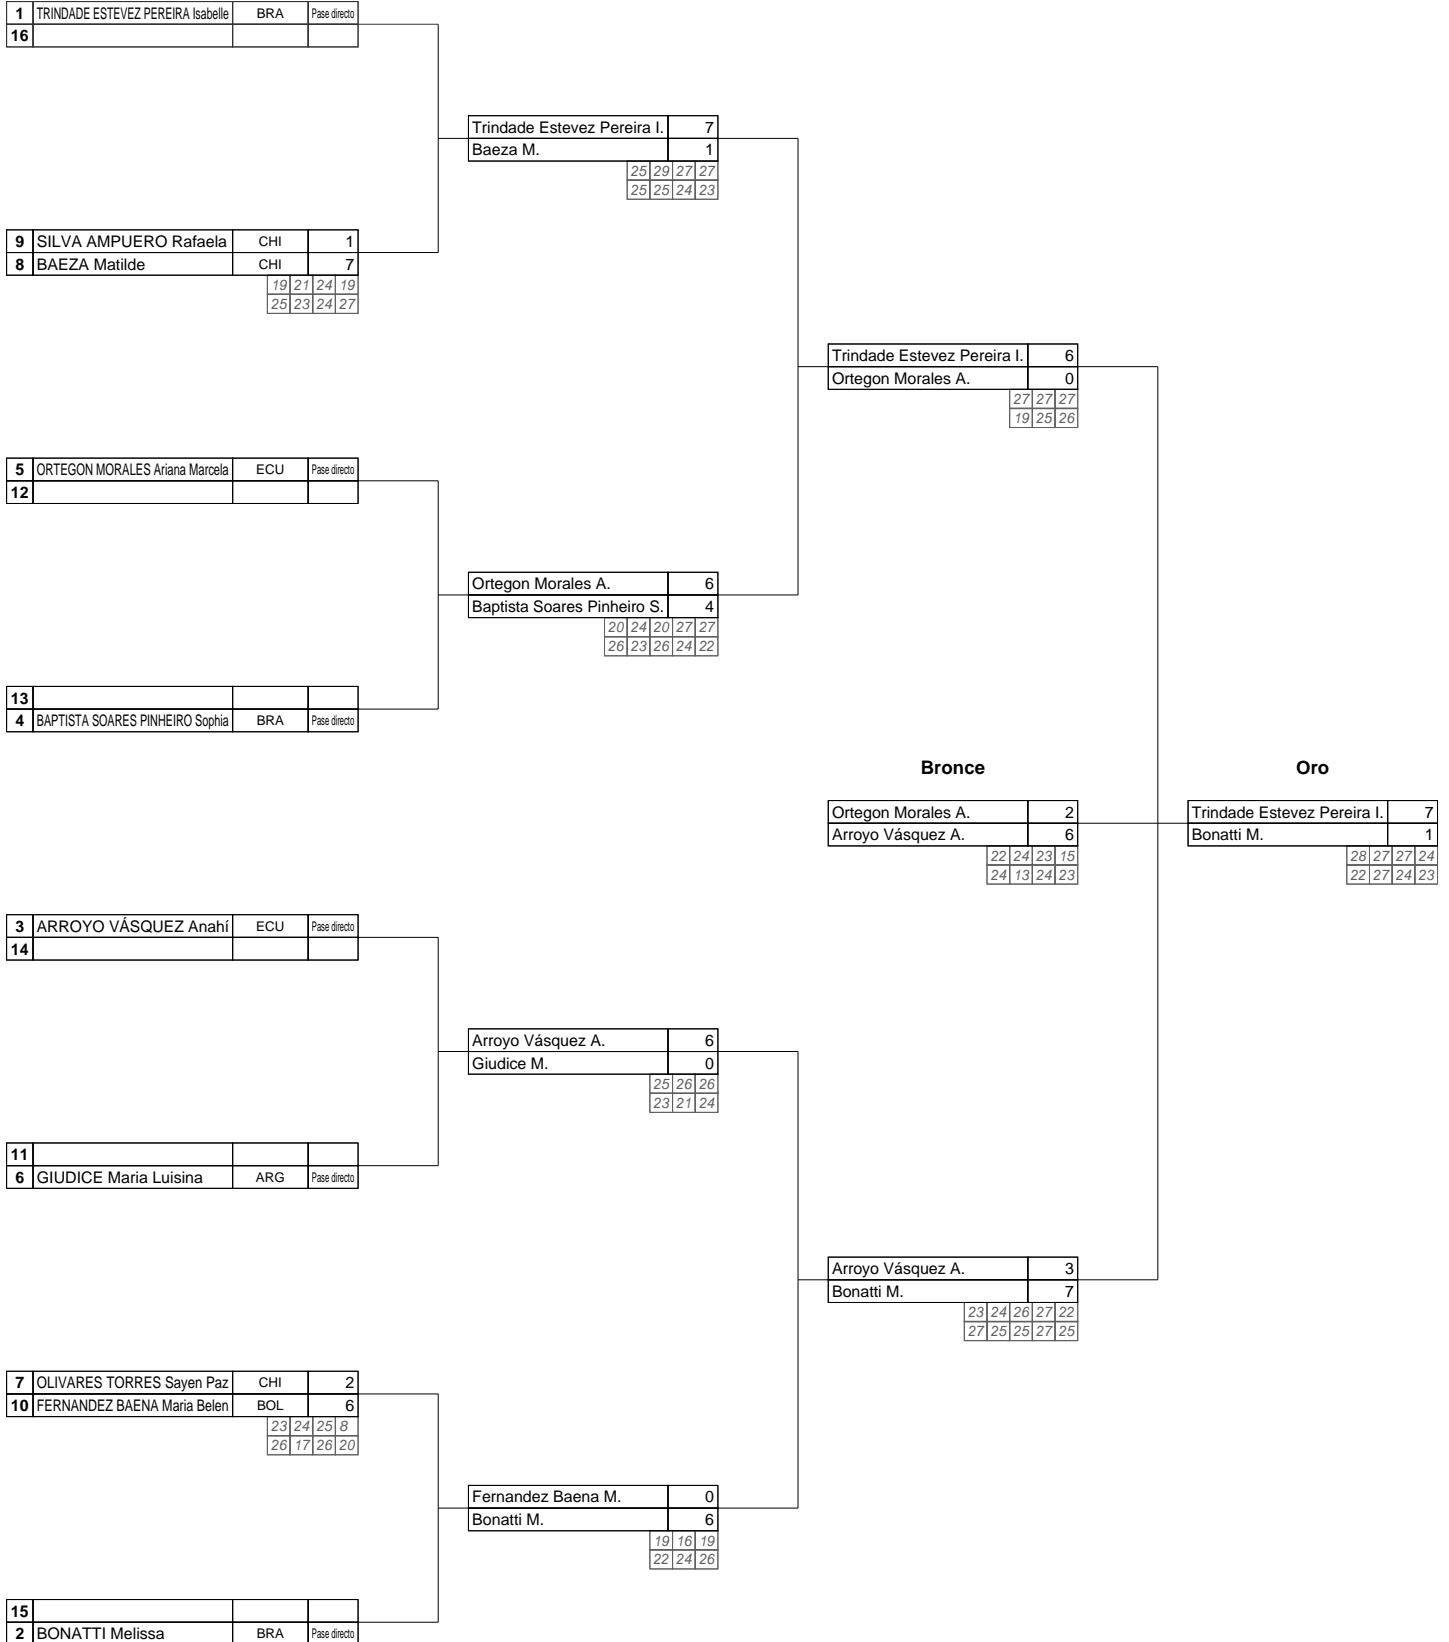 1 TRINDADE ESTEVEZ PEREIRA Isabelle BRA Pase directo
16
Trindade Estevez Pereira I. 7
Baeza M. 1
25 29 27 27
25 25 24 23
9 SILVA AMPUERO Rafaela CHI 1
8 BAEZA Matilde CHI 7
19 21 24 19
25 23 24 27
Trindade Estevez Pereira I. 6
Ortegon Morales A. 0
27 27 27
19 25 26
5 ORTEGON MORALES Ariana Marcela ECU Pase directo
12
Ortegon Morales A. 6
Baptista Soares Pinheiro S. 4
20 24 20 27 27
26 23 26 24 22
13
4 BAPTISTA SOARES PINHEIRO Sophia BRA Pase directo
Bronce Oro
Ortegon Morales A. 2 Trindade Estevez Pereira I. 7
Arroyo Vásquez A. 6 Bonatti M. 1
22 24 23 15 28 27 27 24
24 13 24 23 22 27 24 23
3 ARROYO VÁSQUEZ Anahí ECU Pase directo
14
Arroyo Vásquez A. 6
Giudice M. 0
25 26 26
23 21 24
11
6 GIUDICE Maria Luisina ARG Pase directo
Arroyo Vásquez A. 3
Bonatti M. 7
23 24 26 27 22
27 25 25 27 25
7 OLIVARES TORRES Sayen Paz CHI 2
10 FERNANDEZ BAENA Maria Belen BOL 6
23 24 25 8
26 17 26 20
Fernandez Baena M. 0
Bonatti M. 6
19 16 19
22 24 26
15
2 BONATTI Melissa BRA Pase directo